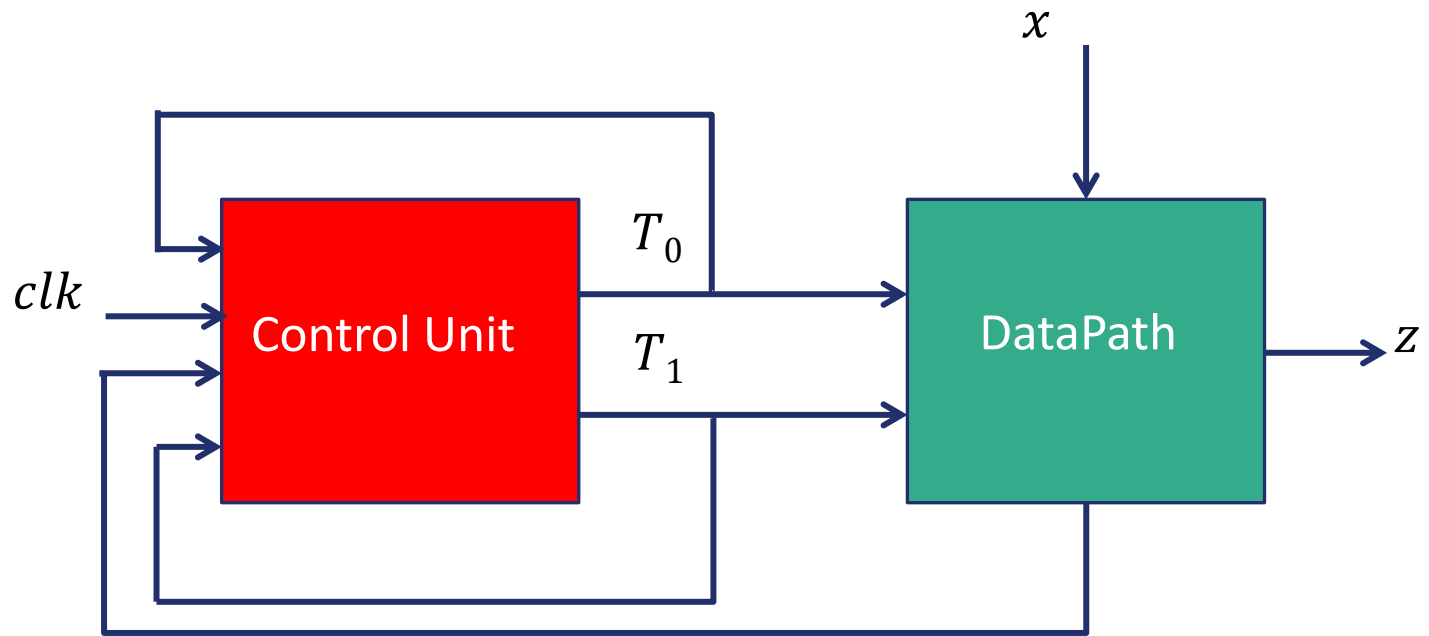 x
T₀
clk
Control Unit
DataPath
T₁
z